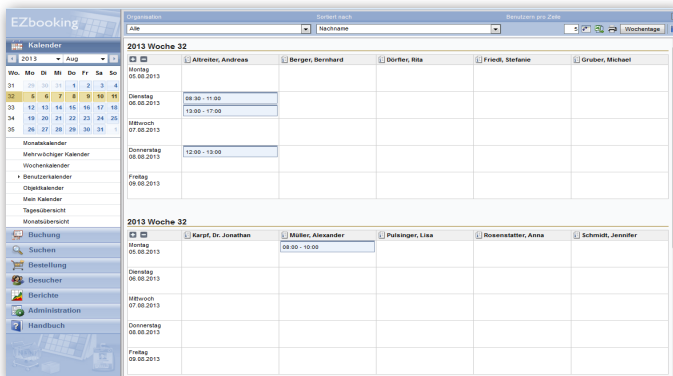 EZbooking
Kalender
2013 Aug
Wo. Mo Di Mi Do Fr Sa So
31 29 30 31 1 2 3 4
32 5 6 7 8 9 10 11
33 12 13 14 15 16 17 18
34 19 20 21 22 23 24 25
35 26 27 28 29 30 31 1
Monatskalender
Mehrwöchiger Kalender
Wochenkalender
Benutzerkalender
Objektkalender
Mein Kalender
Tagesübersicht
Monatsübersicht
Buchung
Suchen
Bestellung
Besucher
Berichte
Administration
Handbuch
Organisation Sortiert nach Benutzern pro Zeile
Alle Nachname 5 Wochentage
2013 Woche 32
Altreiter, Andreas Berger, Bernhard Dörfler, Rita Friedl, Stefanie Gruber, Michael
Montag
05.08.2013
Dienstag
06.08.2013
08:30 - 11:00
13:00 - 17:00
Mittwoch
07.08.2013
Donnerstag
08.08.2013
12:00 - 13:00
Freitag
09.08.2013
2013 Woche 32
Karpf, Dr. Jonathan Müller, Alexander Pulsinger, Lisa Rosenstatter, Anna Schmidt, Jennifer
Montag
05.08.2013
08:00 - 10:00
Dienstag
06.08.2013
Mittwoch
07.08.2013
Donnerstag
08.08.2013
Freitag
09.08.2013